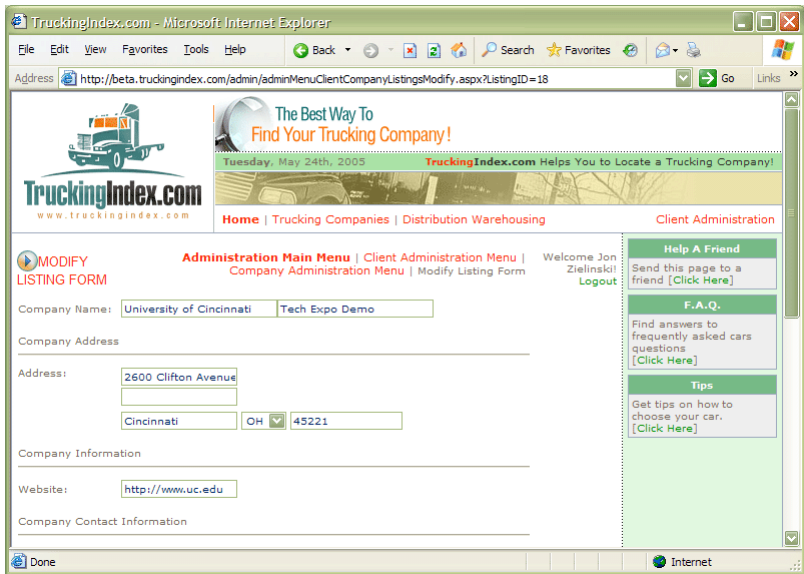 TruckingIndex.com - Microsoft Internet Explorer
File Edit View Favorites Tools Help Back Search Favorites
Address http://beta.truckingindex.com/admin/adminMenuClientCompanyListingsModify.aspx?ListingID=18 Go Links »
TruckingIndex.com
www.truckingindex.com
The Best Way To
Find Your Trucking Company!
Tuesday, May 24th, 2005 TruckingIndex.com Helps You to Locate a Trucking Company!
Home | Trucking Companies | Distribution Warehousing Client Administration
MODIFY
LISTING FORM
Administration Main Menu | Client Administration Menu |
Company Administration Menu | Modify Listing Form
Welcome Jon
Zielinski!
Logout
Company Name: University of Cincinnati Tech Expo Demo
Company Address
Address: 2600 Clifton Avenue
Cincinnati OH 45221
Company Information
Website: http://www.uc.edu
Company Contact Information
Help A Friend
Send this page to a
friend [Click Here]
F.A.Q.
Find answers to
frequently asked cars
questions
[Click Here]
Tips
Get tips on how to
choose your car.
[Click Here]
Done Internet